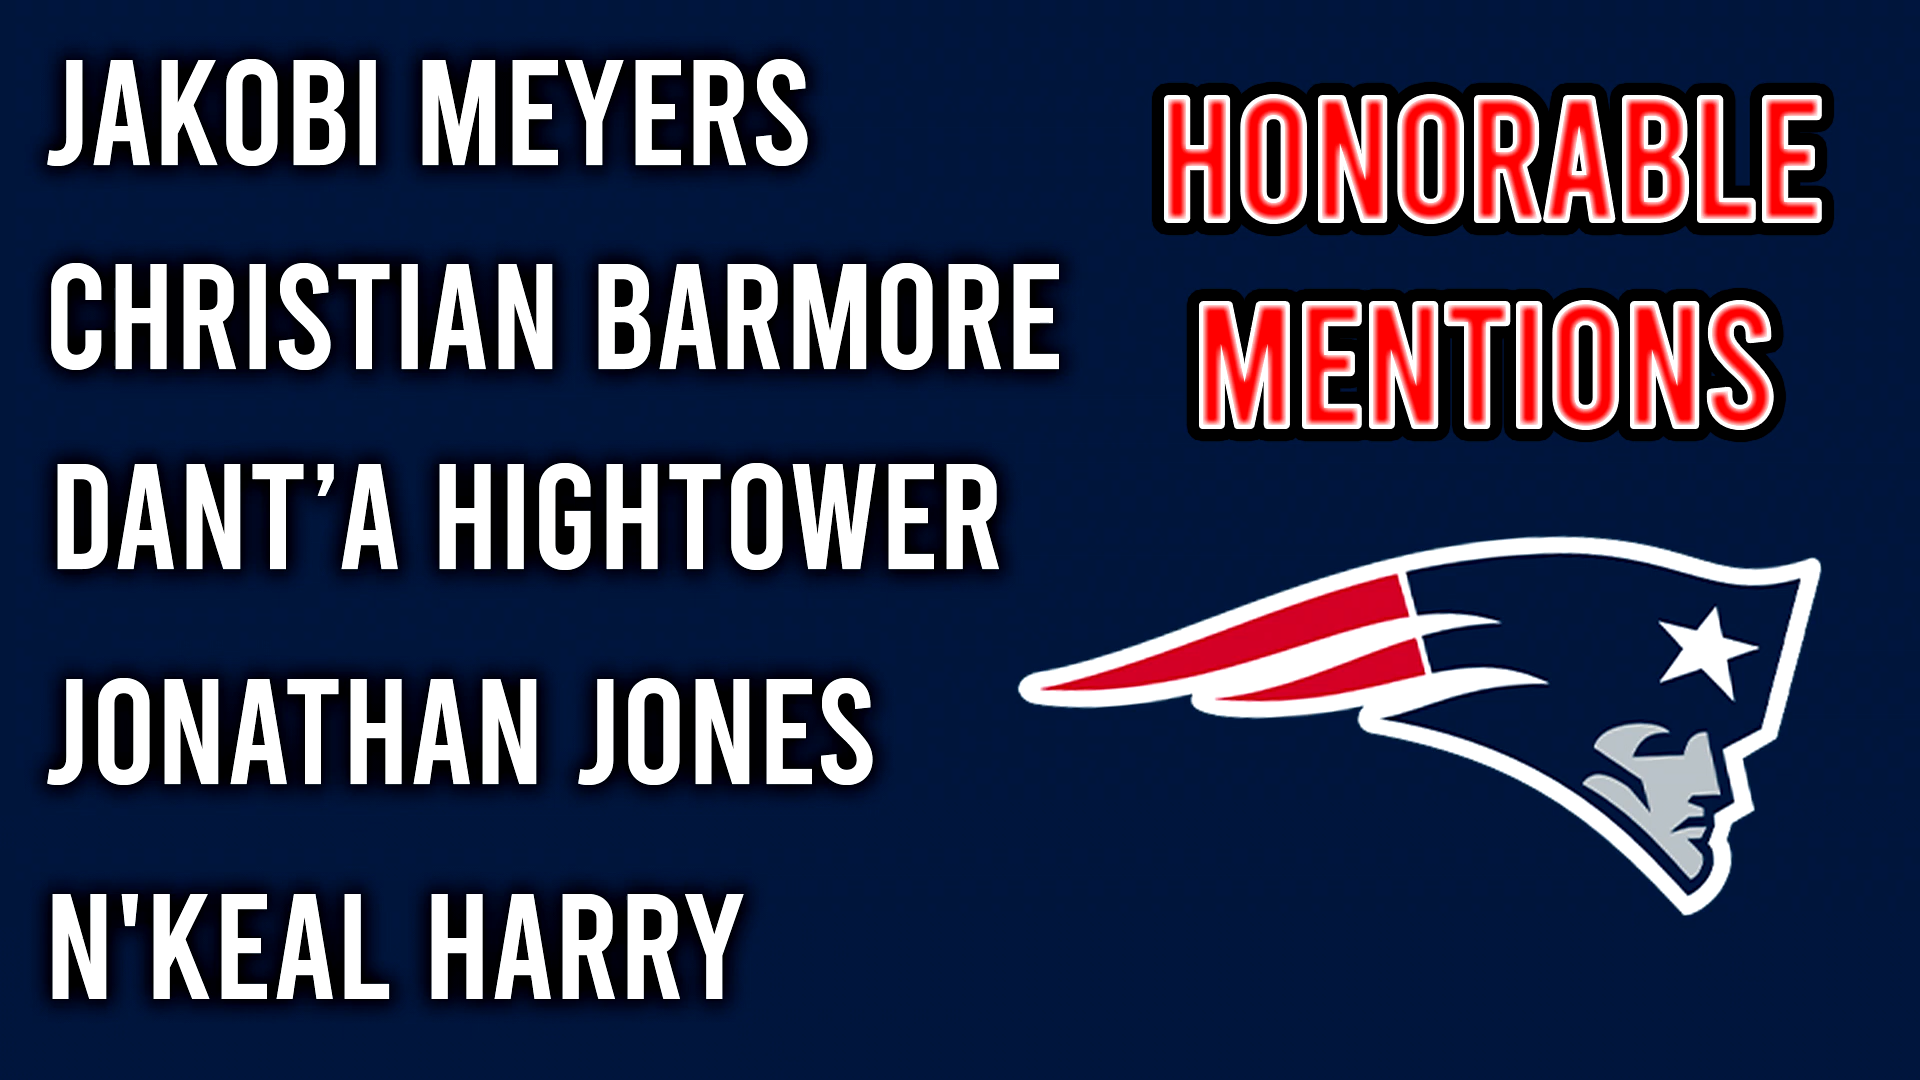 JAKOBI MEYERS
CHRISTIAN BARMORE
DANT’A HIGHTOWER
JONATHAN JONES
N'KEAL HARRY
HONORABLE
MENTIONS